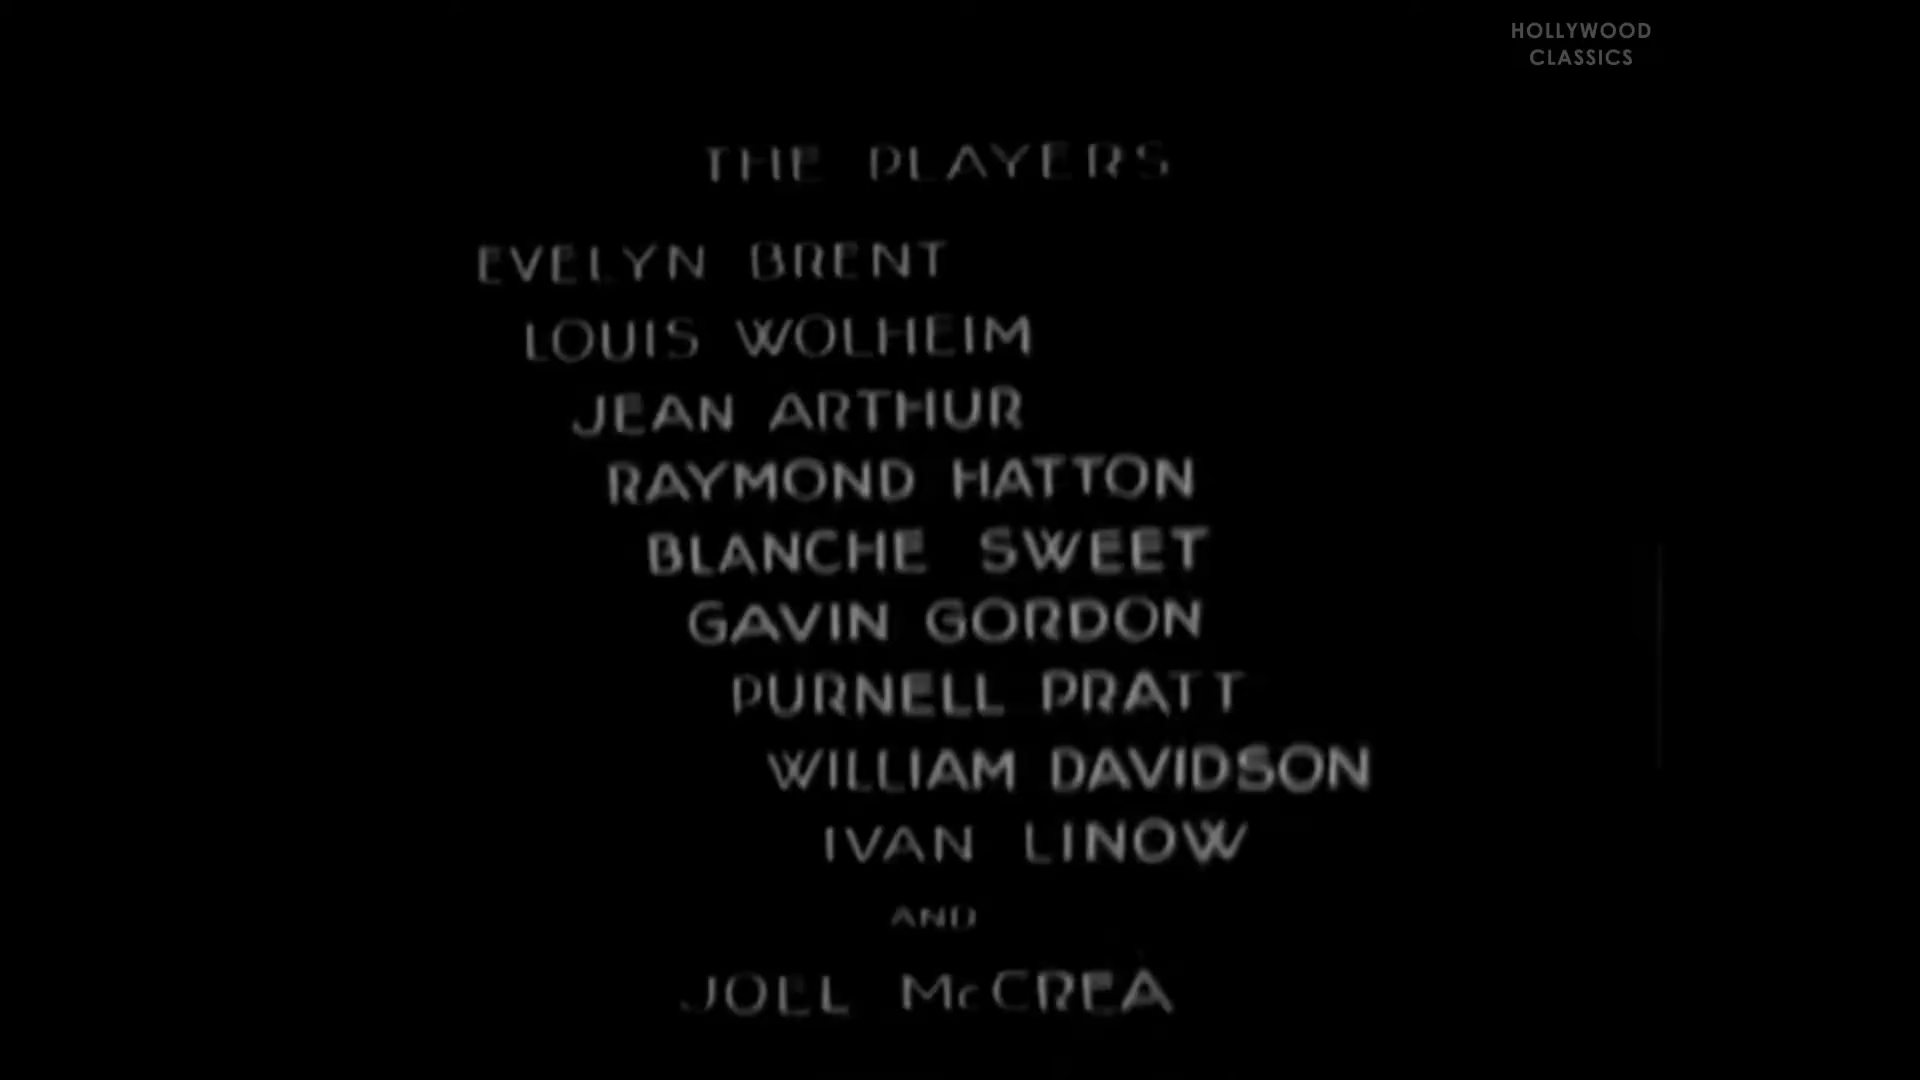 HOLLYWOOD
CLASSICS
THE PLAYERS
EVELYN BRENT
LOUIS WOLHEIM
JEAN ARTHUR
RAYMOND HATTON
BLANCHE SWEET
GAVIN GORDON
PURNELL PRATT
WILLIAM DAVIDSON
IVAN LINOW
AND
JOEL McCREA